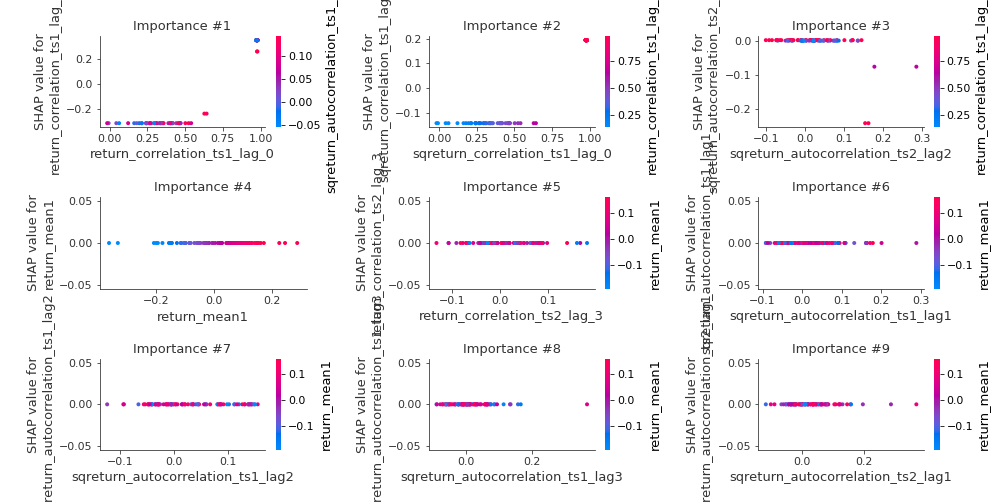 Importance #1
SHAP value for
return_correlation_ts1_lag_
0.2
0.0
−0.2
0.00
0.25
0.50
0.75
1.00
return_correlation_ts1_lag_0
0.10
0.05
0.00
−0.05
sqreturn_autocorrelation_ts1_
Importance #2
SHAP value for
return_correlation_ts1_lag_0
0.2
0.1
0.0
−0.1
0.00
0.25
0.50
0.75
1.00
sqreturn_correlation_ts1_lag_0
0.75
0.50
0.25
return_correlation_ts1_lag_
Importance #3
SHAP value for
sqreturn_autocorrelation_ts2_
0.0
−0.1
−0.2
−0.1
0.0
0.1
0.2
0.3
sqreturn_autocorrelation_ts2_lag2
0.75
0.50
0.25
return_correlation_ts1_lag_
Importance #4
SHAP value for
return_mean1
0.05
0.00
−0.05
−0.2
0.0
0.2
return_mean1
Importance #5
SHAP value for
return_correlation_ts2_lag_3
0.05
0.00
−0.05
−0.1
0.0
0.1
return_correlation_ts2_lag_3
0.1
0.0
−0.1
return_mean1
Importance #6
SHAP value for
sqreturn_autocorrelation_ts1_lag1
0.05
0.00
−0.05
−0.1
0.0
0.1
0.2
0.3
sqreturn_autocorrelation_ts1_lag1
0.1
0.0
−0.1
return_mean1
Importance #7
SHAP value for
return_autocorrelation_ts1_lag2
0.05
0.00
−0.05
−0.1
0.0
0.1
sqreturn_autocorrelation_ts1_lag2
0.1
0.0
−0.1
return_mean1
Importance #8
SHAP value for
return_autocorrelation_ts1_lag3
0.05
0.00
−0.05
0.0
0.2
sqreturn_autocorrelation_ts1_lag3
0.1
0.0
−0.1
return_mean1
Importance #9
SHAP value for
return_autocorrelation_ts2_lag1
0.05
0.00
−0.05
0.0
0.2
sqreturn_autocorrelation_ts2_lag1
0.1
0.0
−0.1
return_mean1